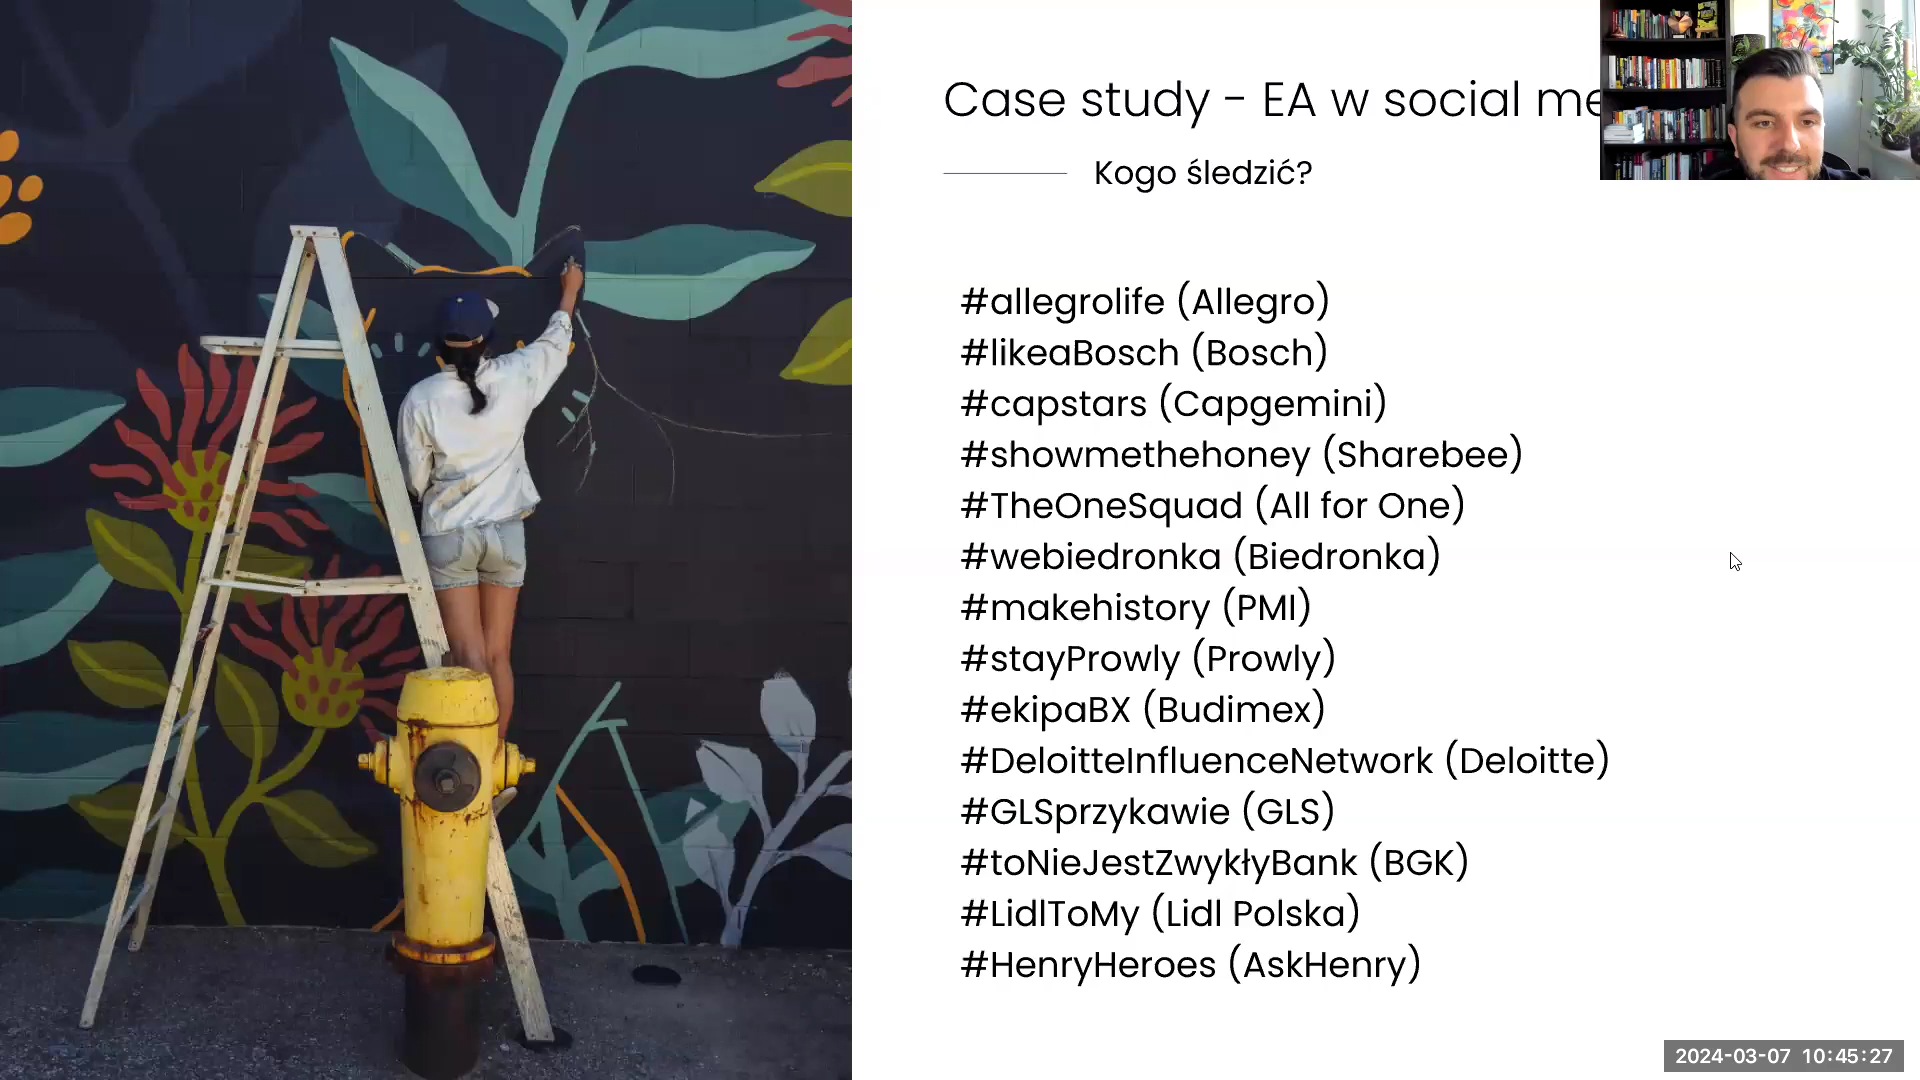 Case study - EA w social me
Kogo śledzić?
#allegrolife (Allegro)
#likeaBosch (Bosch)
#capstars (Capgemini)
#showmethehoney (Sharebee)
#TheOneSquad (All for One)
#webiedronka (Biedronka)
#makehistory (PMI)
#stayProwly (Prowly)
#ekipaBX (Budimex)
#DeloitteInfluenceNetwork (Deloitte)
#GLSprzykawie (GLS)
#toNieJestZwykłyBank (BGK)
#LidlToMy (Lidl Polska)
#HenryHeroes (AskHenry)
2024-03-07 10:45:27